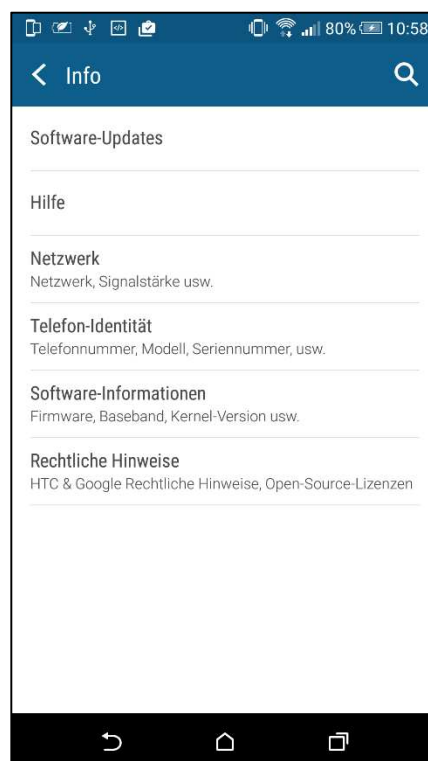 80% 10:58
Info
Software-Updates
Hilfe
Netzwerk
Netzwerk, Signalstärke usw.
Telefon-Identität
Telefonnummer, Modell, Seriennummer, usw.
Software-Informationen
Firmware, Baseband, Kernel-Version usw.
Rechtliche Hinweise
HTC & Google Rechtliche Hinweise, Open-Source-Lizenzen